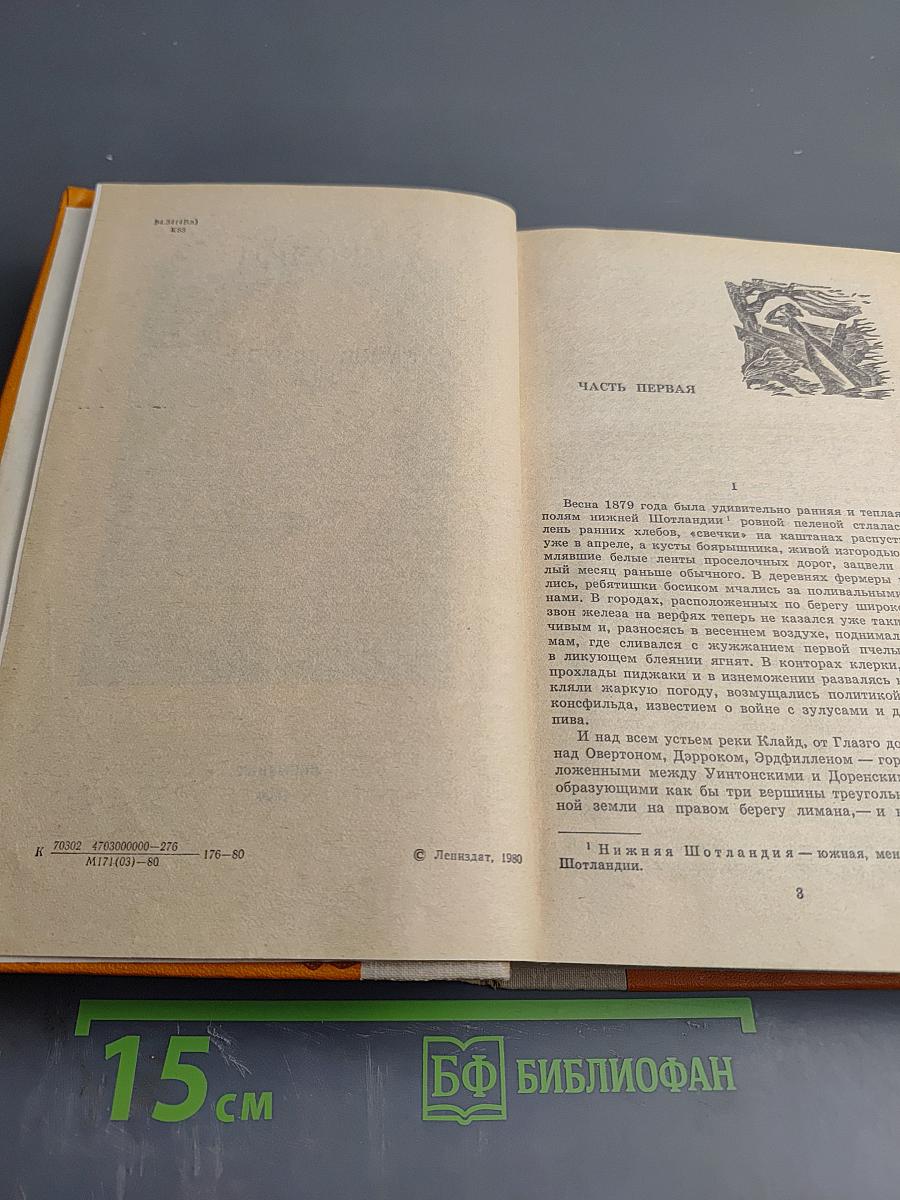 К83
ЧАСТЬ ПЕРВАЯ
1
Весна 1879 года была удивительно ранняя и теплая
полям нижней Шотландии¹ ровной пеленой стлалас
лень ранних хлебов, «свечки» на каштанах распуст
уже в апреле, а кусты боярышника, живой изгородью
млявшие белые ленты проселочных дорог, зацвели
лый месяц раньше обычного. В деревнях фермеры
лись, ребятишки босиком мчались за поливальными
нами. В городах, расположенных по берегу широко
звон железа на верфях теперь не казался уже таки
чивым и, разносясь в весеннем воздухе, поднимал
мам, где сливался с жужжанием первой пчелы
в ликующем блеянии ягнят. В конторах клерки,
прохлады пиджаки и в изнеможении развалясь н
кляли жаркую погоду, возмущались политикой
консфильда, известием о войне с зулусами и д
пива.
И над всем устьем реки Клайд, от Глазго до
над Овертоном, Дэрроком, Эрдфилленом — гор
ложенными между Уинтонскими и Доренски
образующими как бы три вершины треуголь
ной земли на правом берегу лимана,— и н
¹ Нижняя Шотландия — южная, мен
Шотландии.
3
К 70302 4703000000—276
М171(03)—80 176—80
© Лениздат, 1980
15 см
БФ БИБЛИОФАН